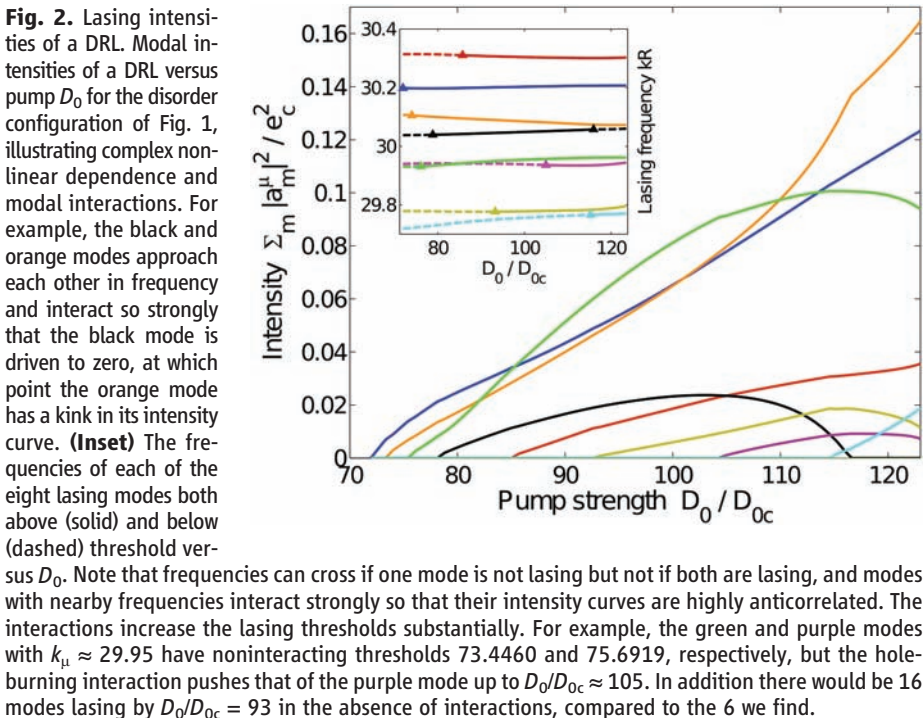 Fig. 2. Lasing intensi-
ties of a DRL. Modal in-
tensities of a DRL versus
pump D₀ for the disorder
configuration of Fig. 1,
illustrating complex non-
linear dependence and
modal interactions. For
example, the black and
orange modes approach
each other in frequency
and interact so strongly
that the black mode is
driven to zero, at which
point the orange mode
has a kink in its intensity
curve. (Inset) The fre-
quencies of each of the
eight lasing modes both
above (solid) and below
(dashed) threshold ver-
sus D₀. Note that frequencies can cross if one mode is not lasing but not if both are lasing, and modes
with nearby frequencies interact strongly so that their intensity curves are highly anticorrelated. The
interactions increase the lasing thresholds substantially. For example, the green and purple modes
with kμ ≈ 29.95 have noninteracting thresholds 73.4460 and 75.6919, respectively, but the hole-
burning interaction pushes that of the purple mode up to D₀/D₀c ≈ 105. In addition there would be 16
modes lasing by D₀/D₀c = 93 in the absence of interactions, compared to the 6 we find.
Intensity Σₘ |aₘ^μ|² / e_c²
0.16
0.14
0.12
0.1
0.08
0.06
0.04
0.02
0
70 80 90 100 110 120
Pump strength D₀ / D₀c
30.4
30.2
30
29.8
80 100 120
D₀ / D₀c
Lasing frequency kR